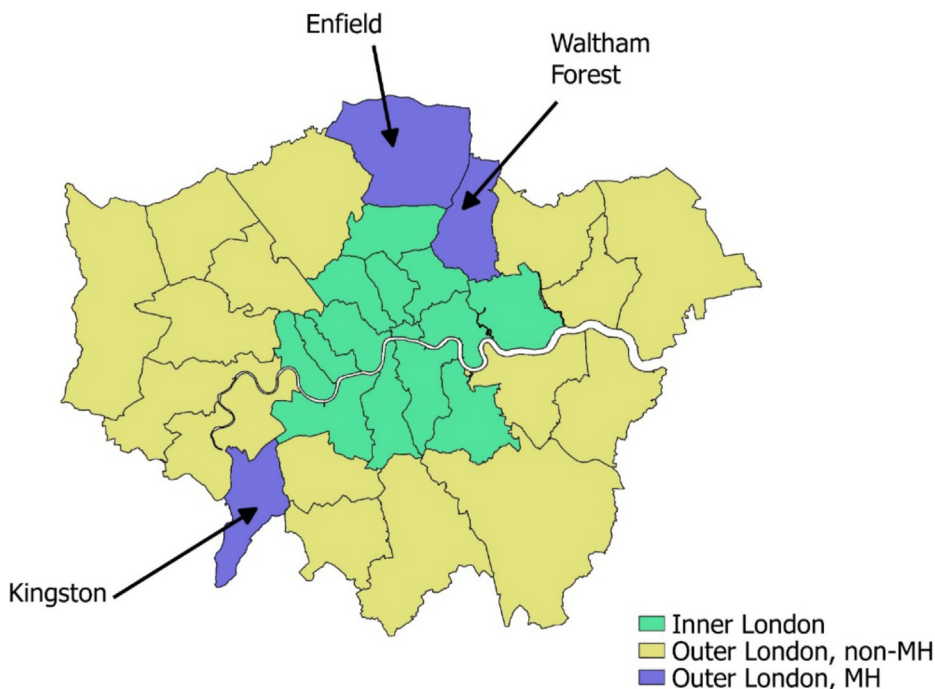 Enfield
Waltham
Forest
Kingston
Inner London
Outer London, non-MH
Outer London, MH